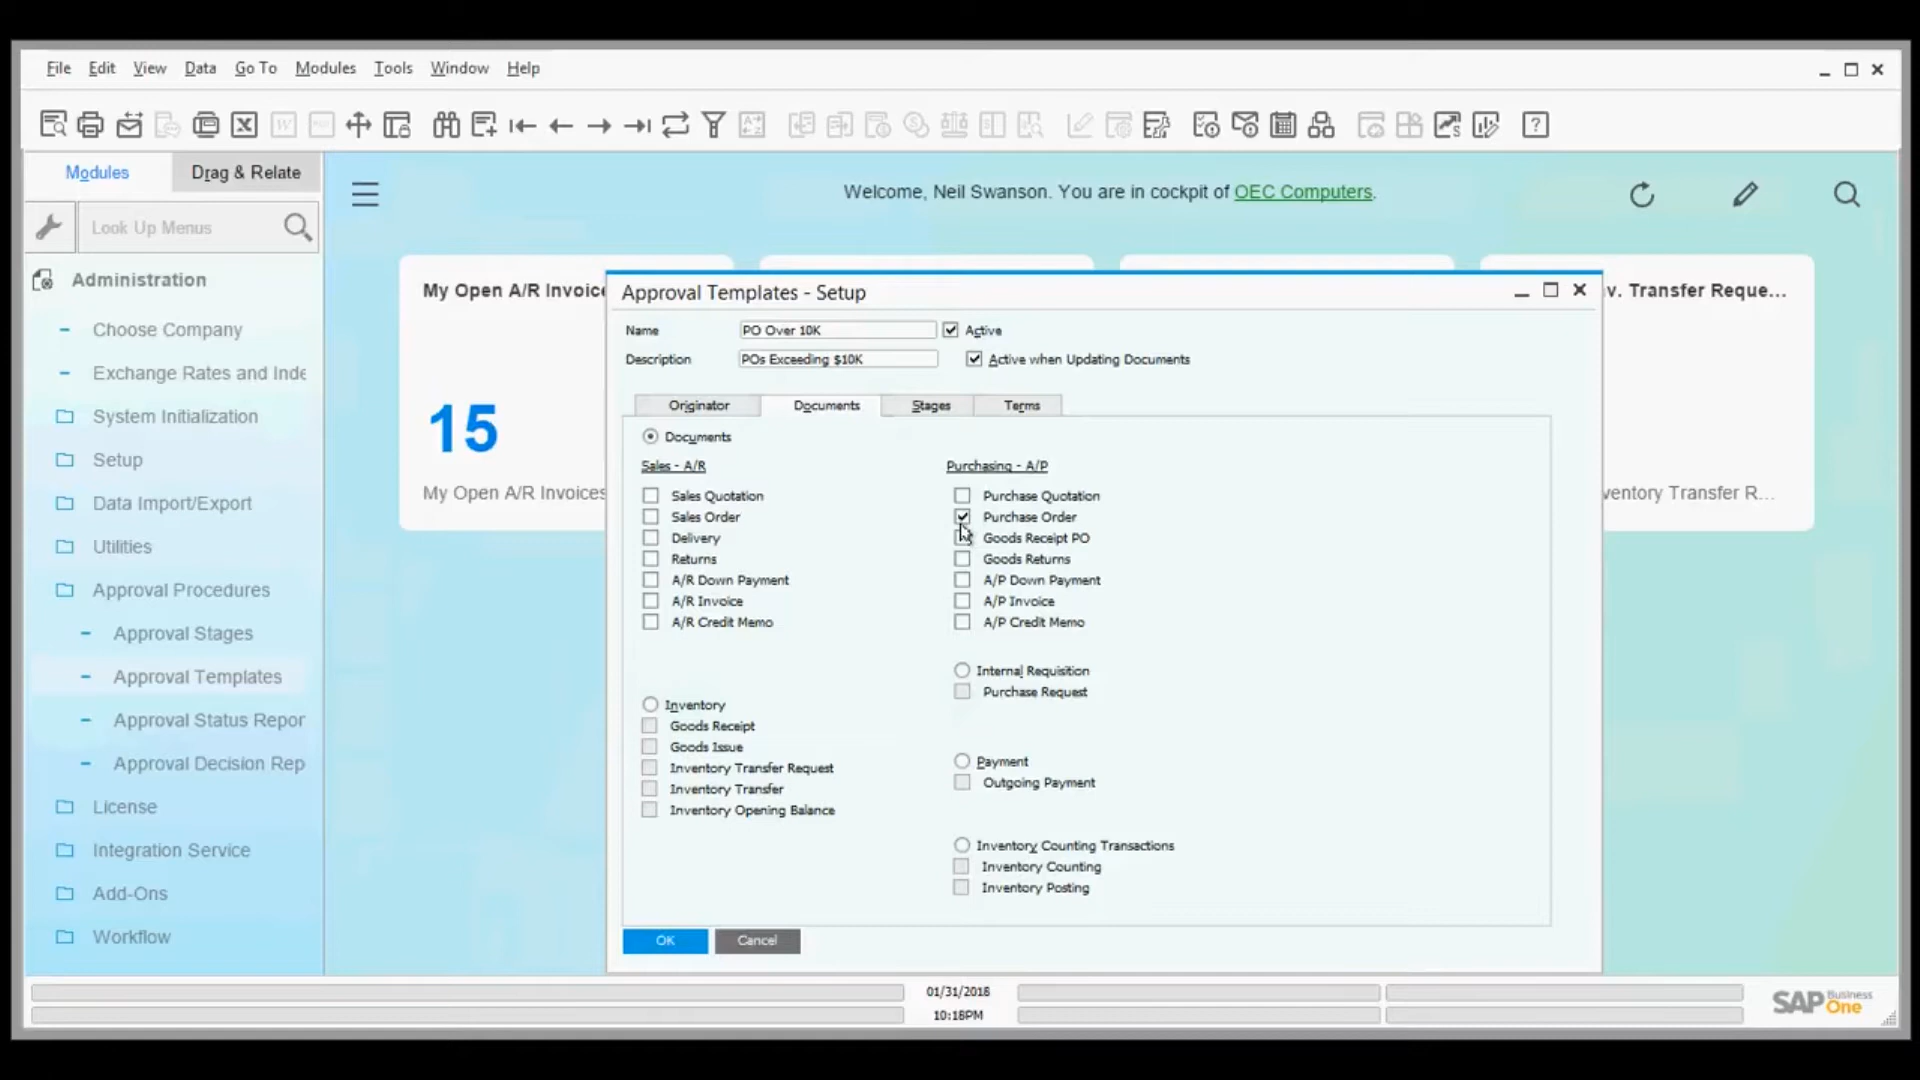 File Edit View Data Go To Modules Tools Window Help
Modules Drag & Relate
Look Up Menus
Administration
Choose Company
Exchange Rates and Inde
System Initialization
Setup
Data Import/Export
Utilities
Approval Procedures
Approval Stages
Approval Templates
Approval Status Repor
Approval Decision Rep
License
Integration Service
Add-Ons
Workflow
Welcome, Neil Swanson. You are in cockpit of OEC Computers.
My Open A/R Invoice
15
My Open A/R Invoices
v. Transfer Reque...
ventory Transfer R...
Approval Templates - Setup
Name PO Over 10K Active
Description POs Exceeding $10K Active when Updating Documents
Originator Documents Stages Terms
Documents
Sales - A/R
Sales Quotation
Sales Order
Delivery
Returns
A/R Down Payment
A/R Invoice
A/R Credit Memo
Inventory
Goods Receipt
Goods Issue
Inventory Transfer Request
Inventory Transfer
Inventory Opening Balance
Purchasing - A/P
Purchase Quotation
Purchase Order
Goods Receipt PO
Goods Returns
A/P Down Payment
A/P Invoice
A/P Credit Memo
Internal Requisition
Purchase Request
Payment
Outgoing Payment
Inventory Counting Transactions
Inventory Counting
Inventory Posting
OK Cancel
01/31/2018
10:18PM
SAP Business One